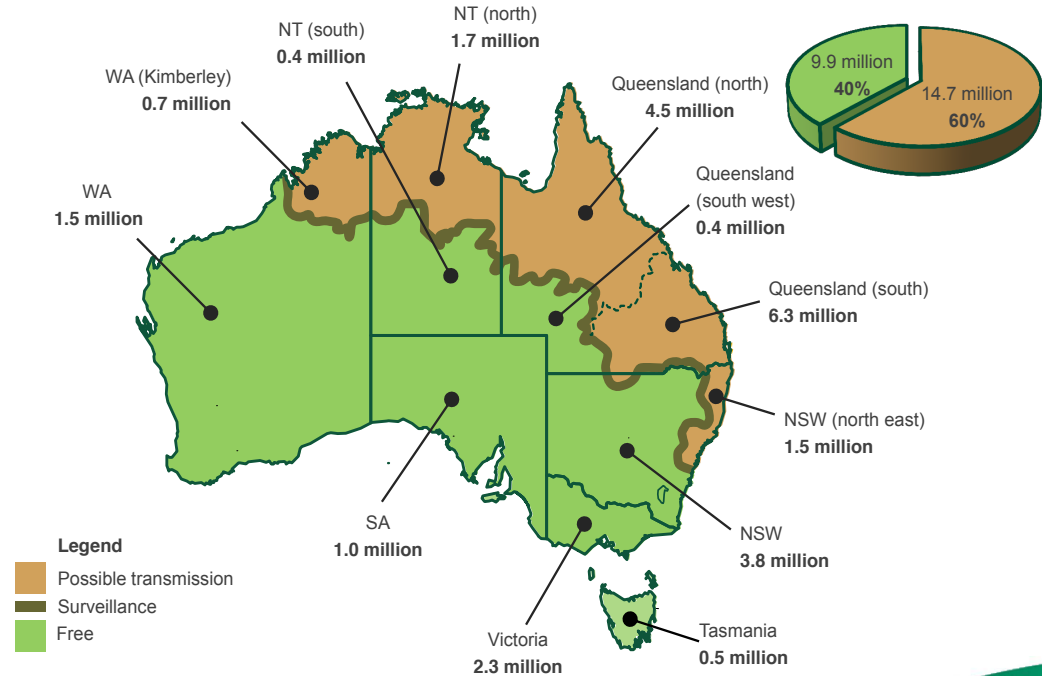 NT (north)
1.7 million
NT (south)
0.4 million
WA (Kimberley)
0.7 million
Queensland (north)
4.5 million
9.9 million
40%
14.7 million
60%
WA
1.5 million
Queensland
(south west)
0.4 million
Queensland (south)
6.3 million
NSW (north east)
1.5 million
SA
1.0 million
NSW
3.8 million
Legend
Possible transmission
Surveillance
Free
Victoria
2.3 million
Tasmania
0.5 million